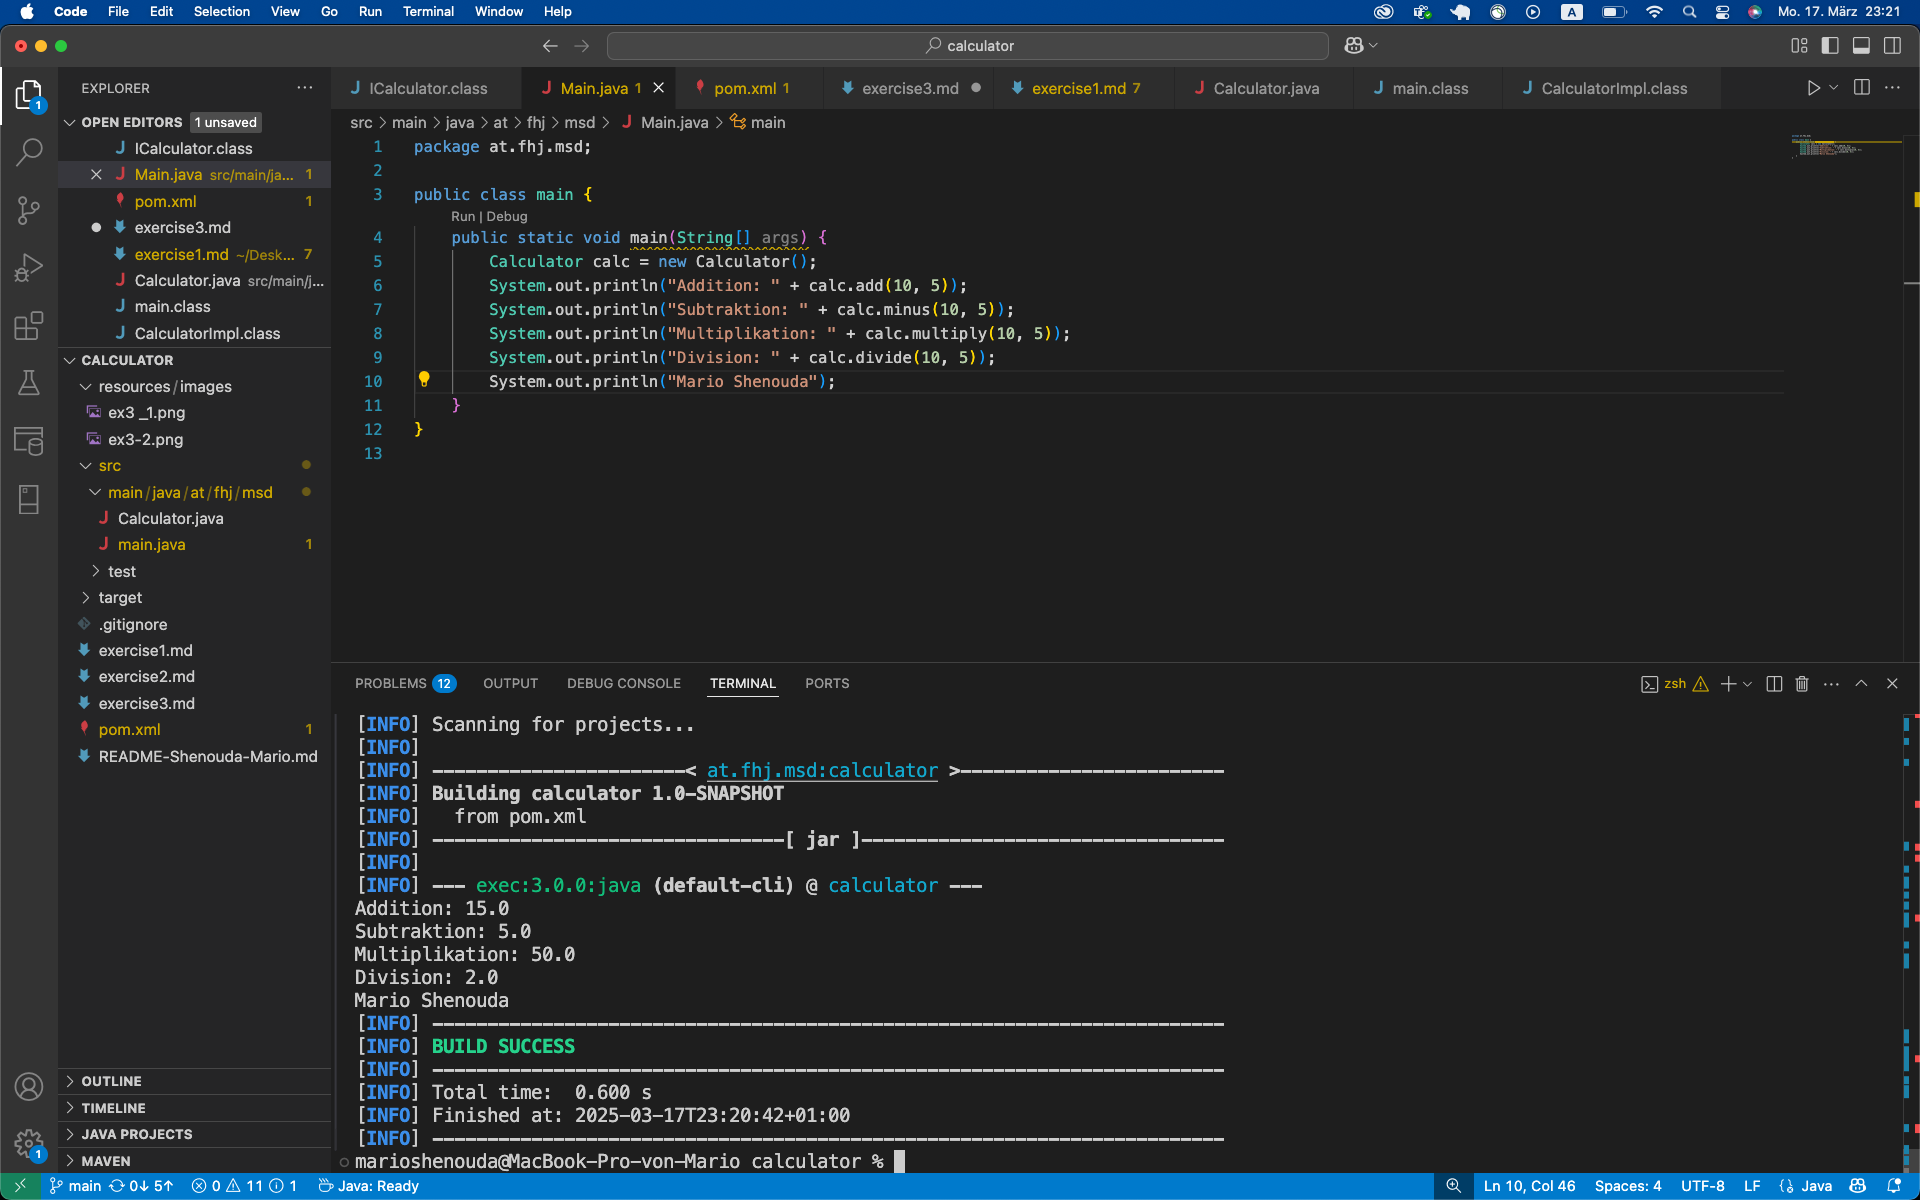 Code File Edit Selection View Go Run Terminal Window Help A Mo. 17. März 23:21
calculator
EXPLORER
OPEN EDITORS 1 unsaved
ICalculator.class
Main.java src/main/ja... 1
pom.xml 1
exercise3.md
exercise1.md ~/Desk... 7
Calculator.java src/main/j...
main.class
CalculatorImpl.class
CALCULATOR
resources/images
ex3 _1.png
ex3-2.png
src
main/java/at/fhj/msd
Calculator.java
main.java 1
test
target
.gitignore
exercise1.md
exercise2.md
exercise3.md
pom.xml 1
README-Shenouda-Mario.md
OUTLINE
TIMELINE
JAVA PROJECTS
MAVEN
1
1
ICalculator.class Main.java 1 pom.xml 1 exercise3.md exercise1.md 7 Calculator.java main.class CalculatorImpl.class
src > main > java > at > fhj > msd > Main.java > main
1 package at.fhj.msd;
2
3 public class main {
Run | Debug
4 public static void main(String[] args) {
5 Calculator calc = new Calculator();
6 System.out.println("Addition: " + calc.add(10, 5));
7 System.out.println("Subtraktion: " + calc.minus(10, 5));
8 System.out.println("Multiplikation: " + calc.multiply(10, 5));
9 System.out.println("Division: " + calc.divide(10, 5));
10 System.out.println("Mario Shenouda");
11 }
12 }
13
PROBLEMS 12 OUTPUT DEBUG CONSOLE TERMINAL PORTS zsh
[INFO] Scanning for projects...
[INFO]
[INFO] -----------------------< at.fhj.msd:calculator >------------------------
[INFO] Building calculator 1.0-SNAPSHOT
[INFO] from pom.xml
[INFO] --------------------------------[ jar ]---------------------------------
[INFO]
[INFO] --- exec:3.0.0:java (default-cli) @ calculator ---
Addition: 15.0
Subtraktion: 5.0
Multiplikation: 50.0
Division: 2.0
Mario Shenouda
[INFO] ------------------------------------------------------------------------
[INFO] BUILD SUCCESS
[INFO] ------------------------------------------------------------------------
[INFO] Total time: 0.600 s
[INFO] Finished at: 2025-03-17T23:20:42+01:00
[INFO] ------------------------------------------------------------------------
marioshenouda@MacBook-Pro-von-Mario calculator %
main 0↓ 5↑ 0 11 1 Java: Ready Ln 10, Col 46 Spaces: 4 UTF-8 LF {} Java